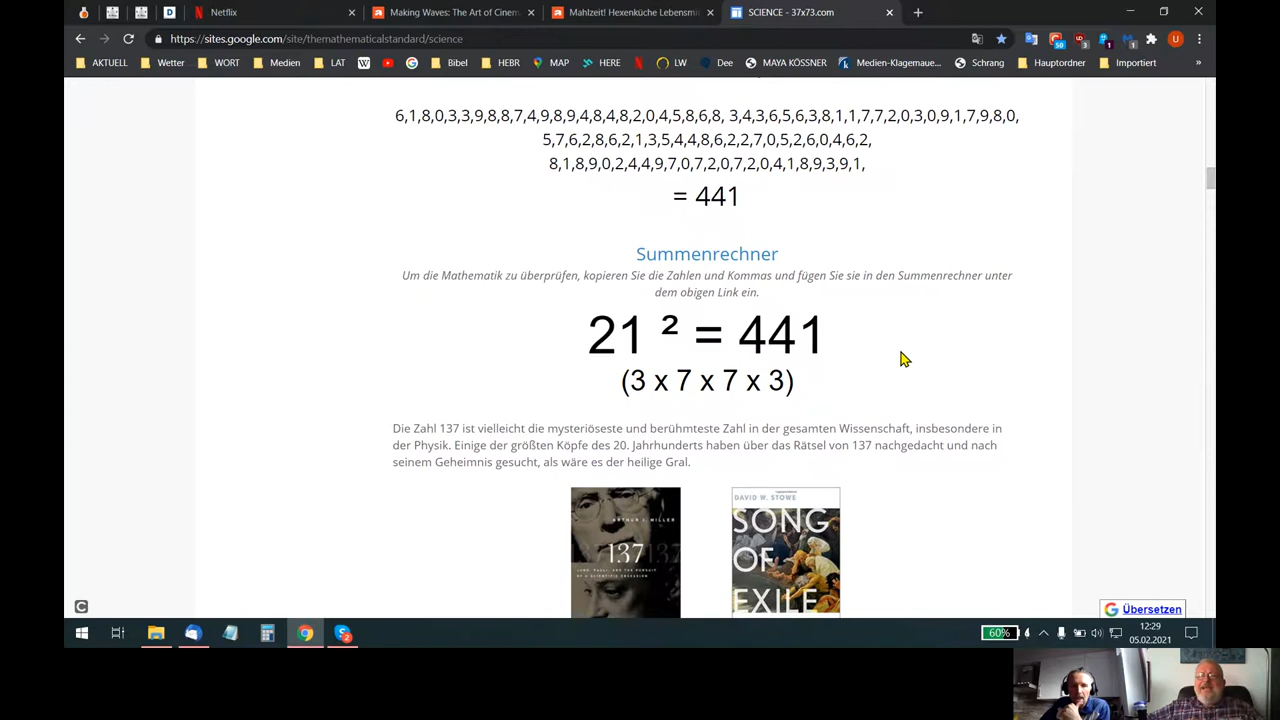 Netflix
Making Waves: The Art of Cinem
Mahlzeit! Hexenküche Lebensmit
SCIENCE - 37x73.com
https://sites.google.com/site/themathematicalstandard/science
AKTUELL Wetter WORT Medien LAT Bibel HEBR MAP HERE LW Dee MAYA KÖSSNER Medien-Klagemaue... Schrang Hauptordner Importiert »
6,1,8,0,3,3,9,8,8,7,4,9,8,9,4,8,4,8,2,0,4,5,8,6,8, 3,4,3,6,5,6,3,8,1,1,7,7,2,0,3,0,9,1,7,9,8,0,
5,7,6,2,8,6,2,1,3,5,4,4,8,6,2,2,7,0,5,2,6,0,4,6,2,
8,1,8,9,0,2,4,4,9,7,0,7,2,0,7,2,0,4,1,8,9,3,9,1,
= 441
Summenrechner
Um die Mathematik zu überprüfen, kopieren Sie die Zahlen und Kommas und fügen Sie sie in den Summenrechner unter
dem obigen Link ein.
21 ² = 441
(3 x 7 x 7 x 3)
Die Zahl 137 ist vielleicht die mysteriöseste und berühmteste Zahl in der gesamten Wissenschaft, insbesondere in
der Physik. Einige der größten Köpfe des 20. Jahrhunderts haben über das Rätsel von 137 nachgedacht und nach
seinem Geheimnis gesucht, als wäre es der heilige Gral.
ARTHUR I. MILLER
137
JUNG, PAULI, AND THE PURSUIT
OF A SCIENTIFIC OBSESSION
DAVID W. STOWE
SONG
OF
EXILE
Übersetzen
60%
12:29
05.02.2021